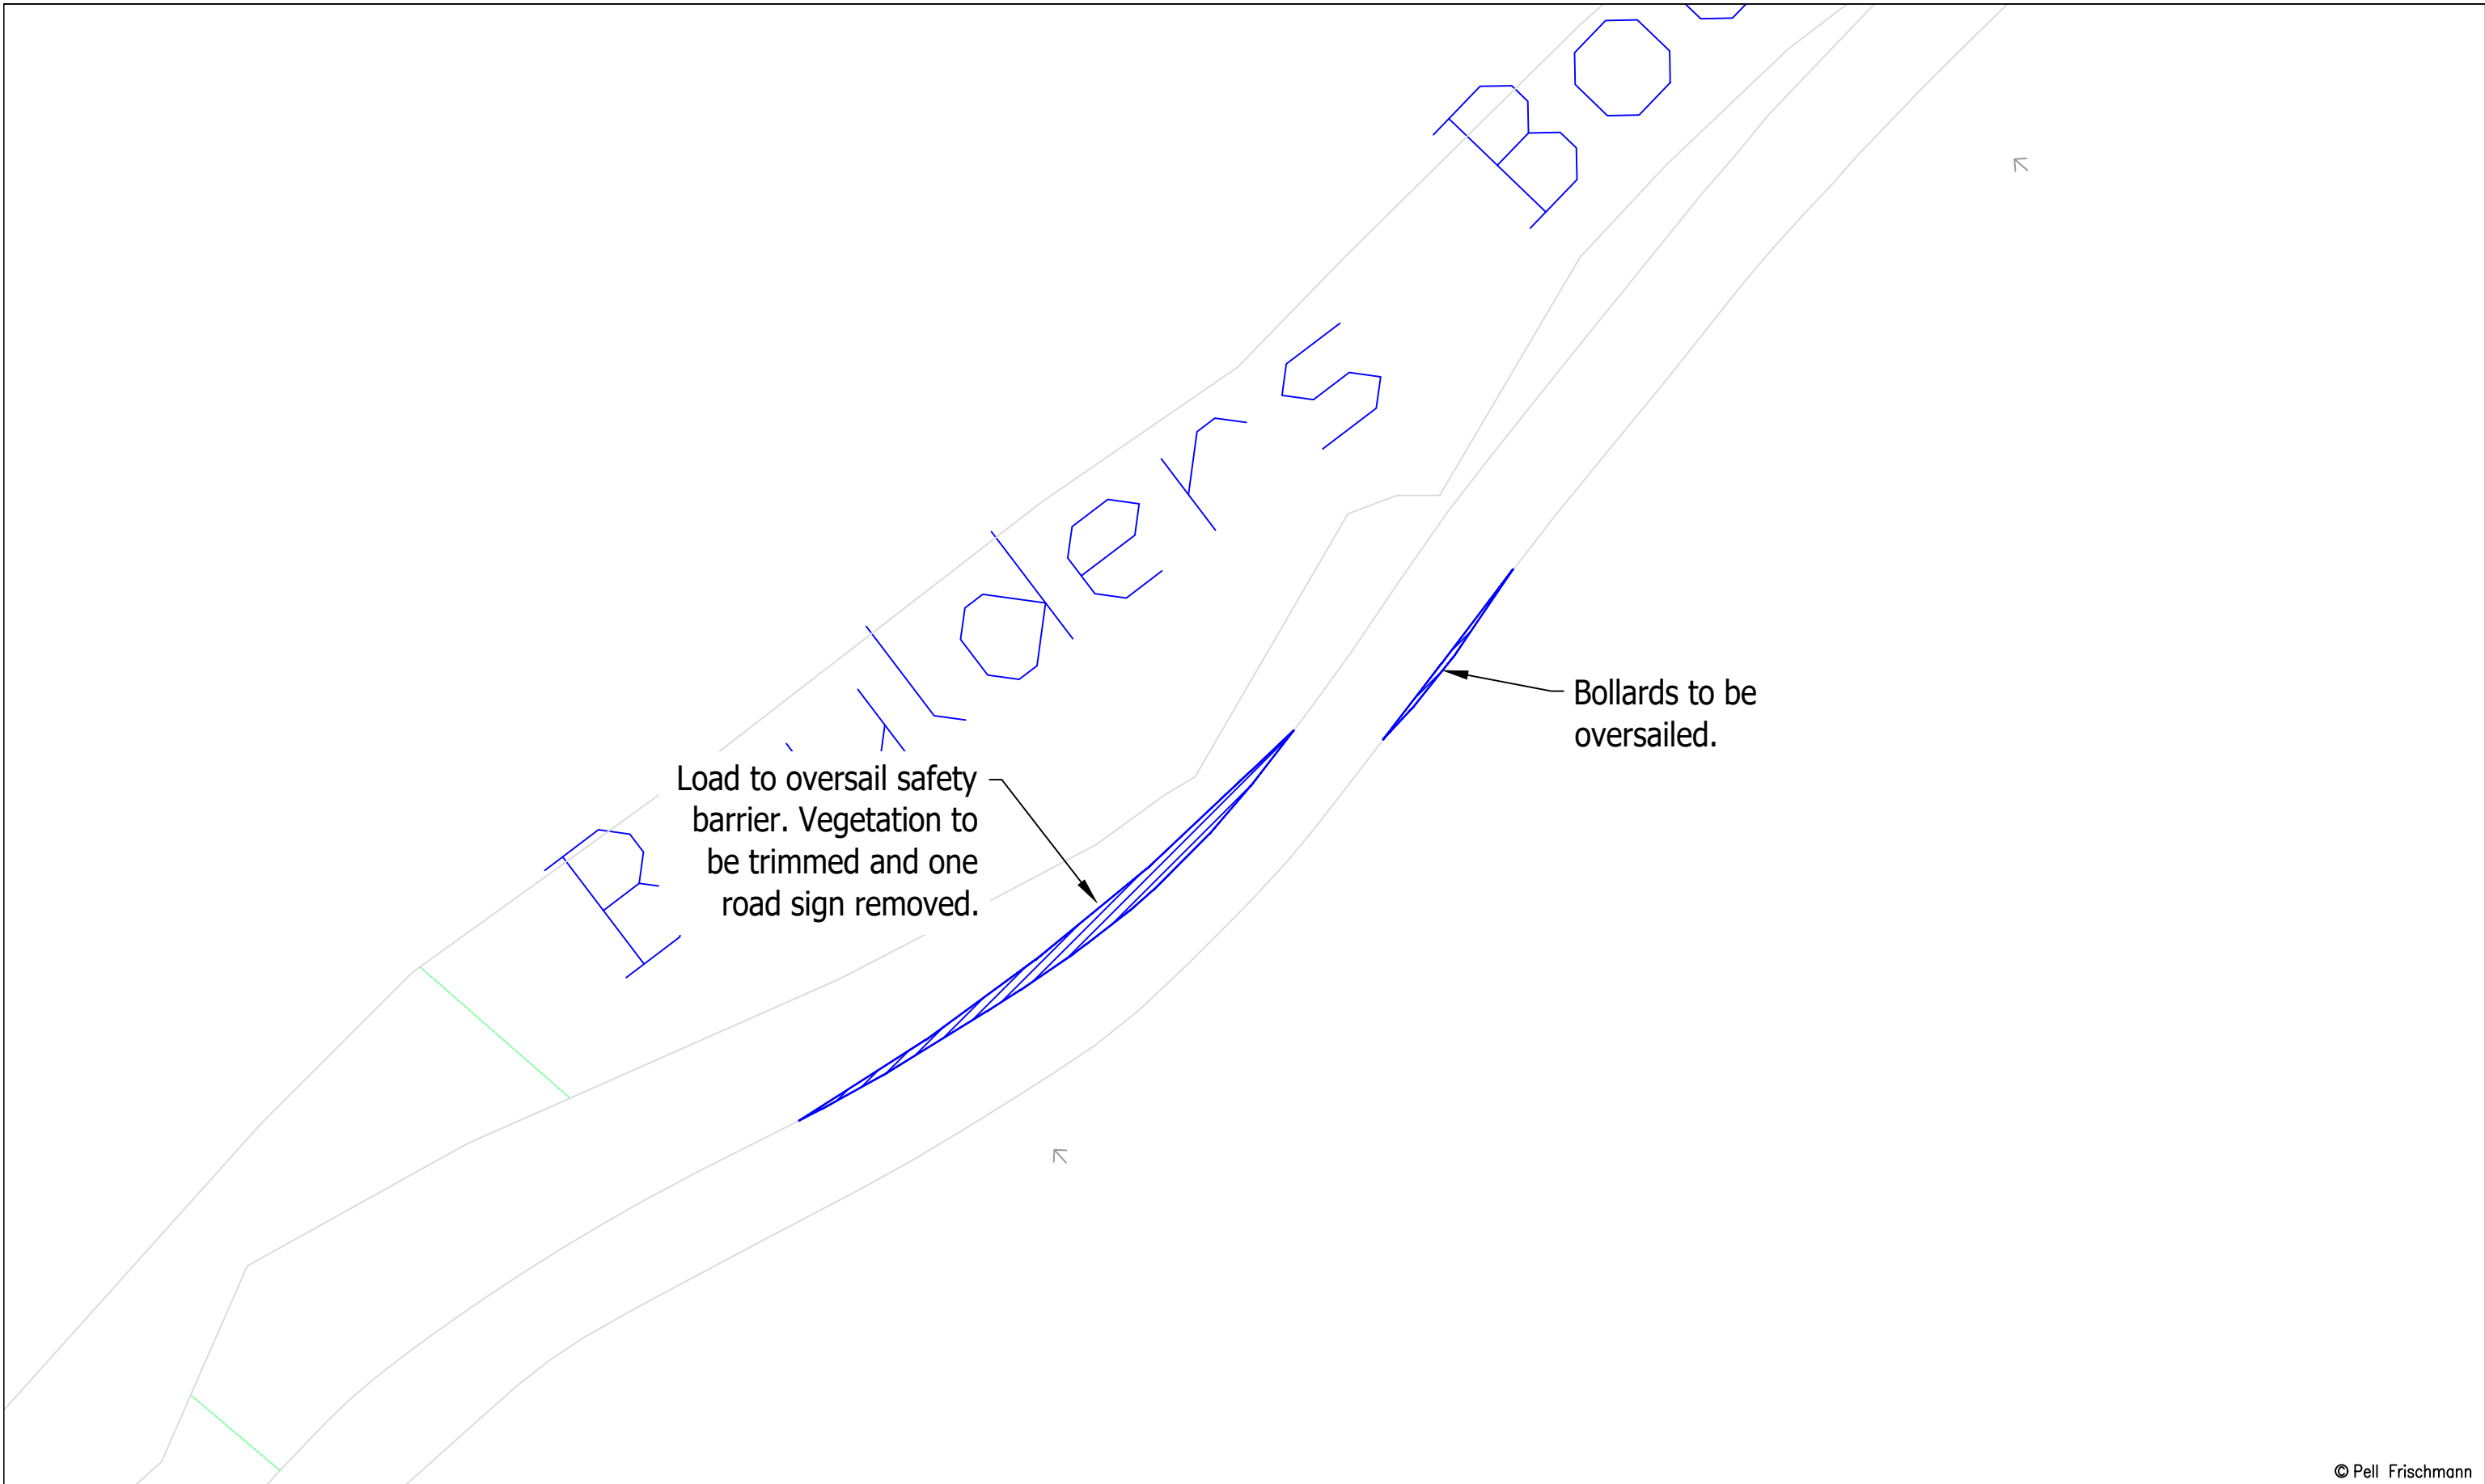 Load to oversail safety
barrier. Vegetation to
be trimmed and one
road sign removed.
Bollards to be
oversailed.
© Pell Frischmann